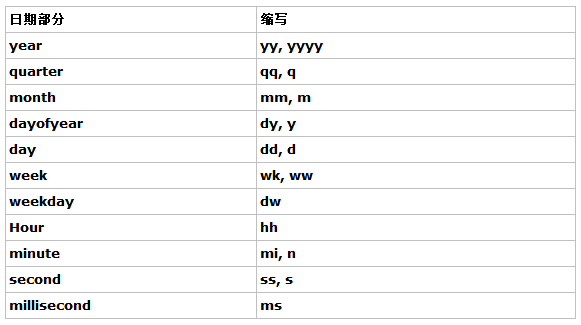 日期部分 缩写
year yy, yyyy
quarter qq, q
month mm, m
dayofyear dy, y
day dd, d
week wk, ww
weekday dw
Hour hh
minute mi, n
second ss, s
millisecond ms